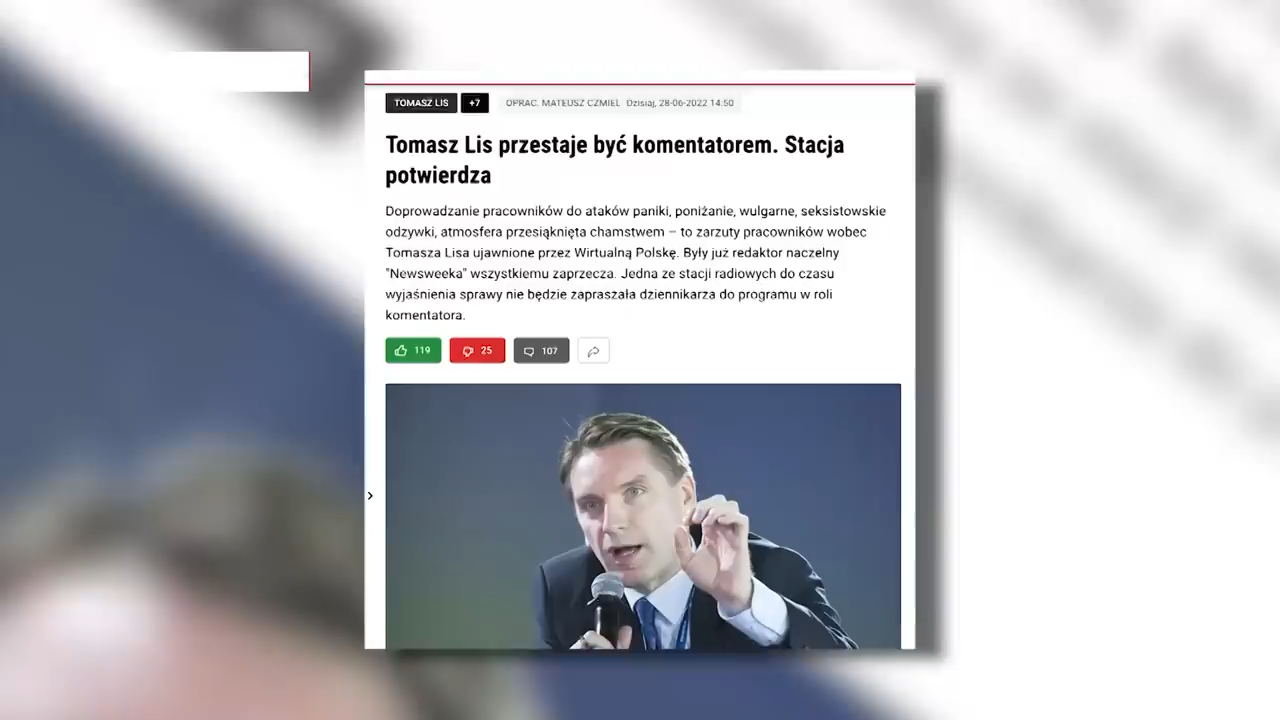 TOMASZ LIS +7 OPRAC. MATEUSZ CZMIEL Dzisiaj, 28-06-2022 14:50
Tomasz Lis przestaje być komentatorem. Stacja
potwierdza
Doprowadzanie pracowników do ataków paniki, poniżanie, wulgarne, seksistowskie
odzywki, atmosfera przesiąknięta chamstwem – to zarzuty pracowników wobec
Tomasza Lisa ujawnione przez Wirtualną Polskę. Były już redaktor naczelny
"Newsweeka" wszystkiemu zaprzecza. Jedna ze stacji radiowych do czasu
wyjaśnienia sprawy nie będzie zapraszała dziennikarza do programu w roli
komentatora.
119 25 107